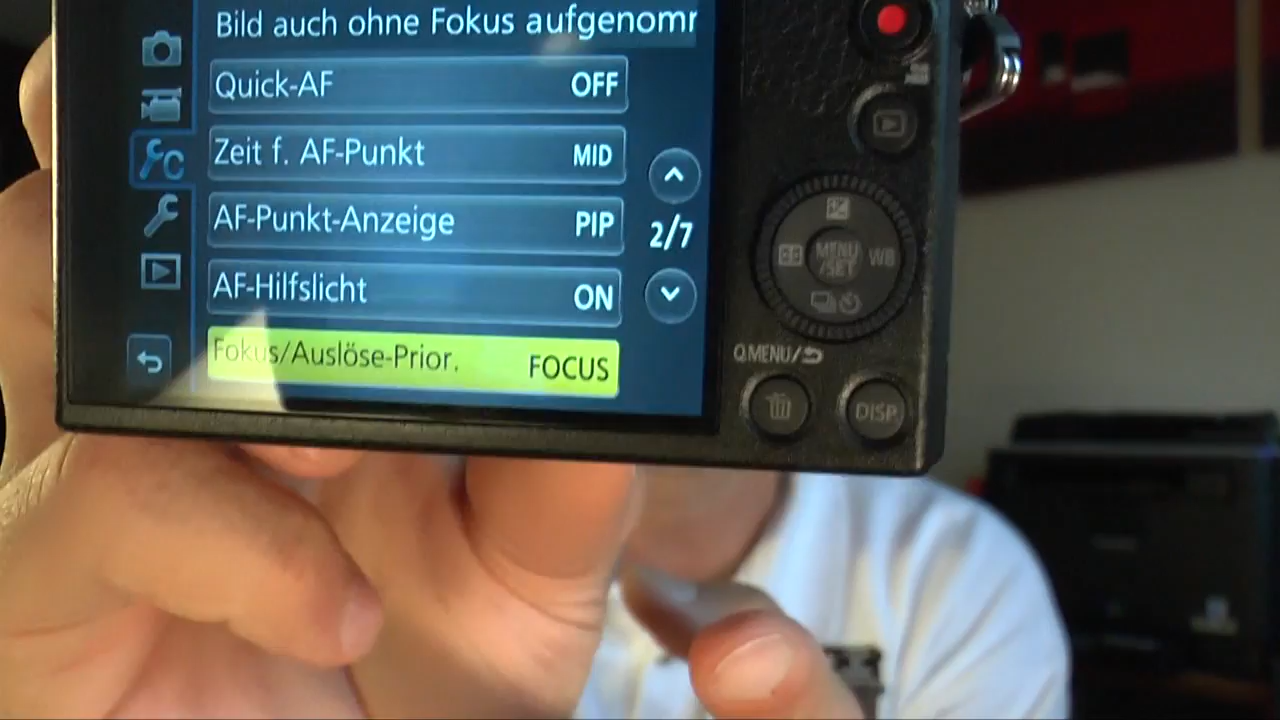 Bild auch ohne Fokus aufgenomm
Quick-AF OFF
Zeit f. AF-Punkt MID
AF-Punkt-Anzeige PIP
AF-Hilfslicht ON
Fokus/Auslöse-Prior. FOCUS
2/7
C
MENU
/SET
WB
Q.MENU/
DISP.